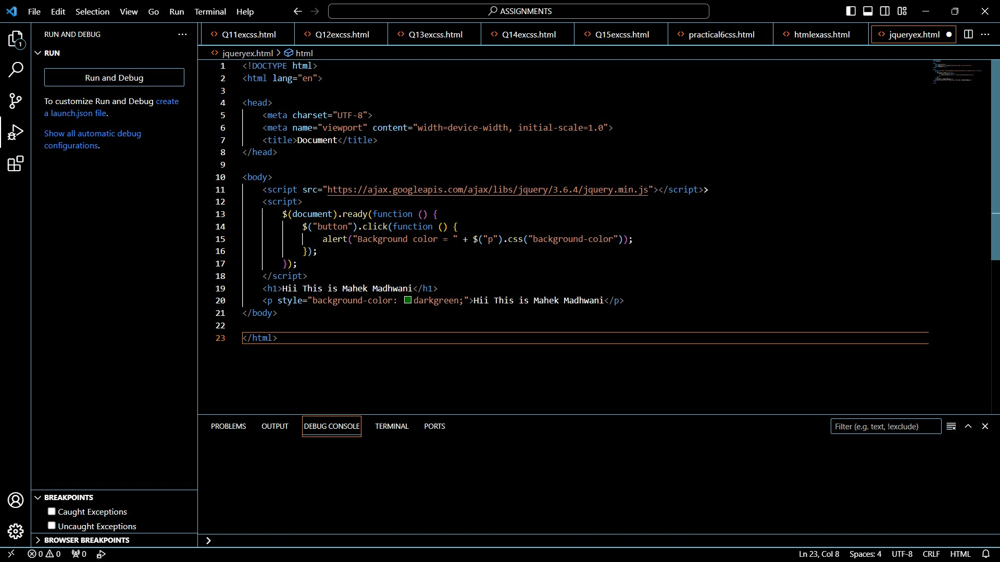 File Edit Selection View Go Run Terminal Help
ASSIGNMENTS
RUN AND DEBUG
RUN
Run and Debug
To customize Run and Debug create
a launch.json file.
Show all automatic debug
configurations.
1
Q11excss.html Q12excss.html Q13excss.html Q14excss.html Q15excss.html practical6css.html htmlexass.html jqueryex.html
jqueryex.html > html
1 <!DOCTYPE html>
2 <html lang="en">
3
4 <head>
5     <meta charset="UTF-8">
6     <meta name="viewport" content="width=device-width, initial-scale=1.0">
7     <title>Document</title>
8 </head>
9
10 <body>
11     <script src="https://ajax.googleapis.com/ajax/libs/jquery/3.6.4/jquery.min.js"></script>>
12     <script>
13         $(document).ready(function () {
14             $("button").click(function () {
15                 alert("Background color = " + $("p").css("background-color"));
16             });
17         });
18     </script>
19     <h1>Hii This is Mahek Madhwani</h1>
20     <p style="background-color: darkgreen;">Hii This is Mahek Madhwani</p>
21 </body>
22
23 </html>
PROBLEMS OUTPUT DEBUG CONSOLE TERMINAL PORTS
Filter (e.g. text, !exclude)
BREAKPOINTS
Caught Exceptions
Uncaught Exceptions
BROWSER BREAKPOINTS
>
0 0 0
Ln 23, Col 8 Spaces: 4 UTF-8 CRLF HTML